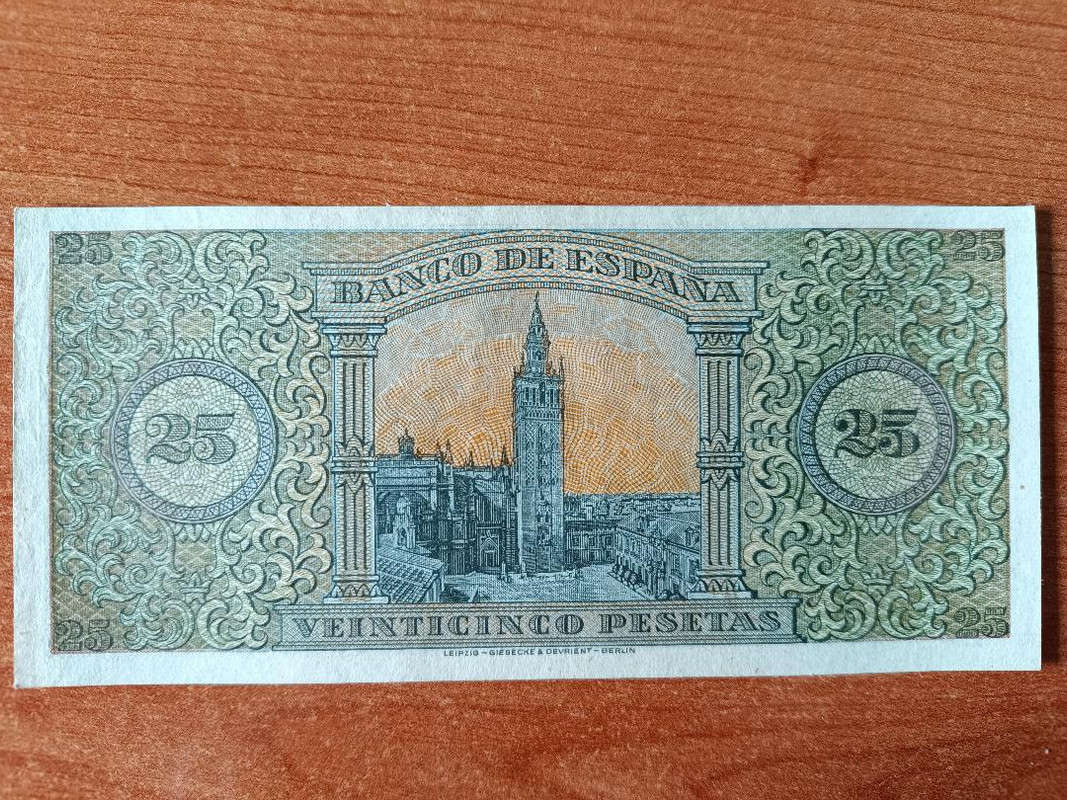 25 25
BANCO DE ESPAÑA
25 25
VEINTICINCO PESETAS
25 25
LEIPZIG – GIESECKE & DEVRIENT – BERLIN